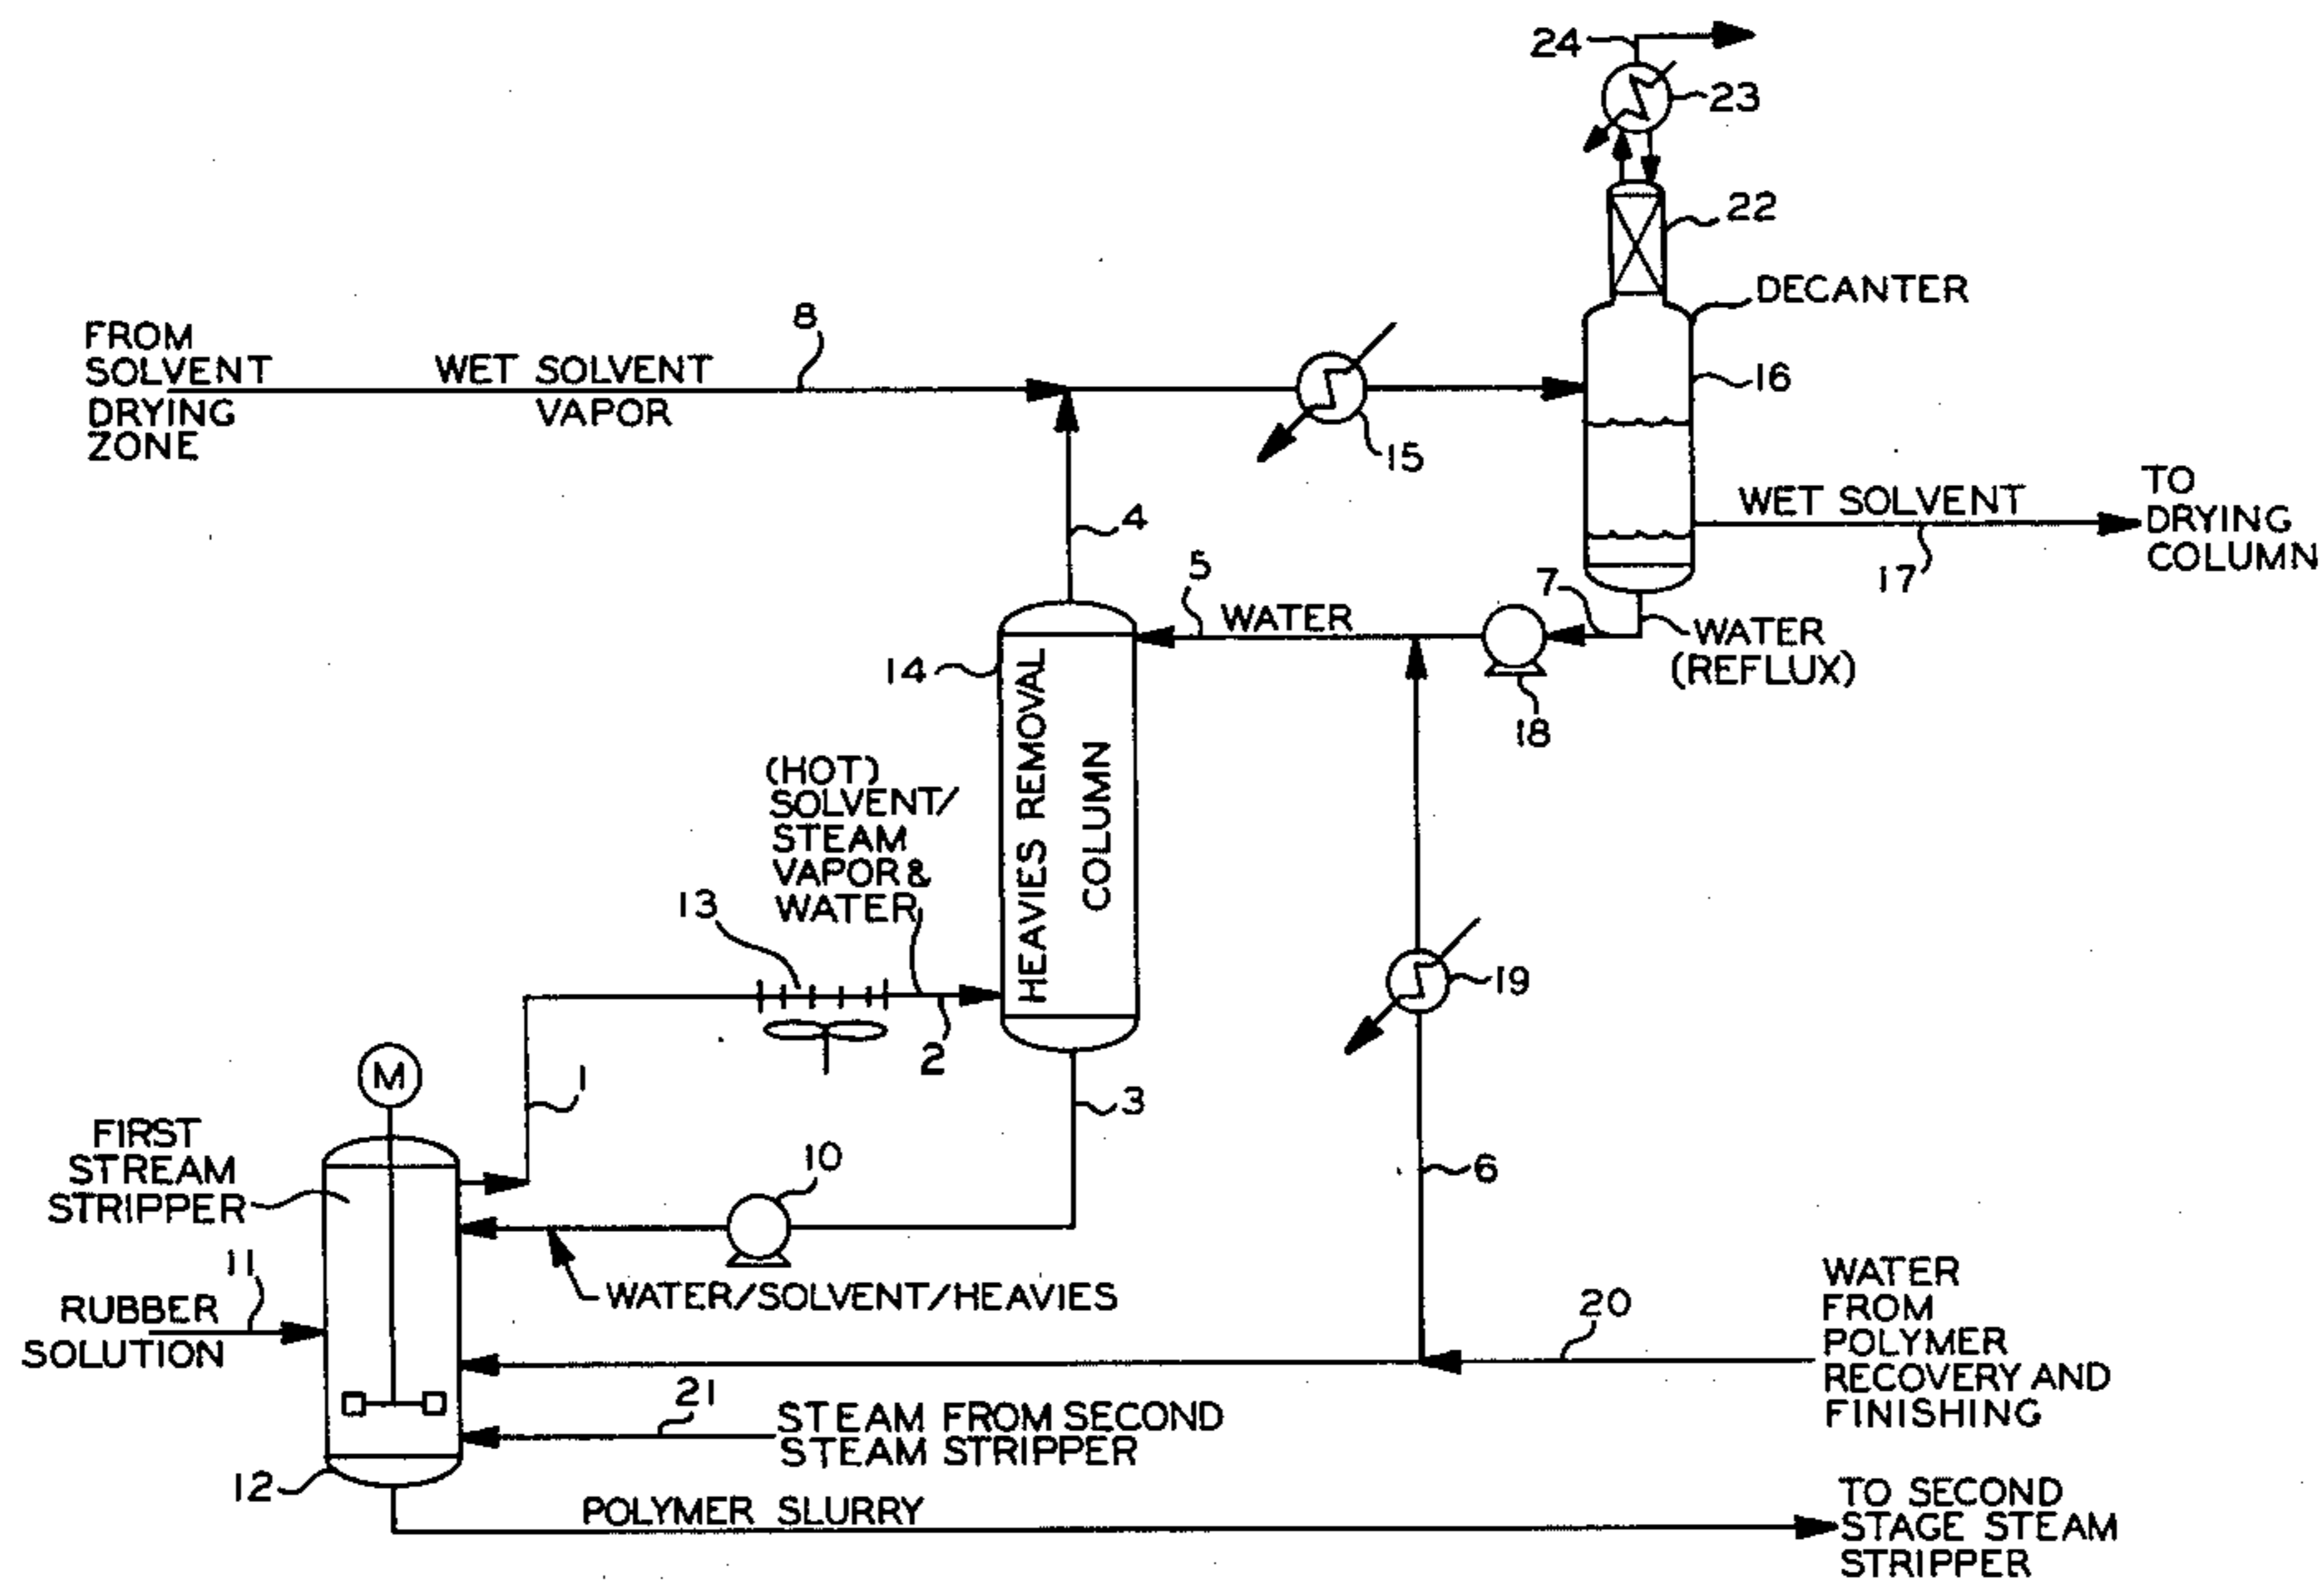 24
23
22
DECANTER
8
FROM
SOLVENT
DRYING
ZONE
WET SOLVENT
VAPOR
16
15
TO
DRYING
COLUMN
WET SOLVENT
17
4
5
WATER
7
WATER
(REFLUX)
14
18
HEAVIES REMOVAL
COLUMN
(HOT)
SOLVENT/
STEAM
VAPOR &
WATER
13
2
19
M
1
3
FIRST
STREAM
STRIPPER
10
6
11
RUBBER
SOLUTION
WATER/SOLVENT/HEAVIES
20
WATER
FROM
POLYMER
RECOVERY AND
FINISHING
21
STEAM FROM SECOND
STEAM STRIPPER
12
POLYMER SLURRY
TO SECOND
STAGE STEAM
STRIPPER